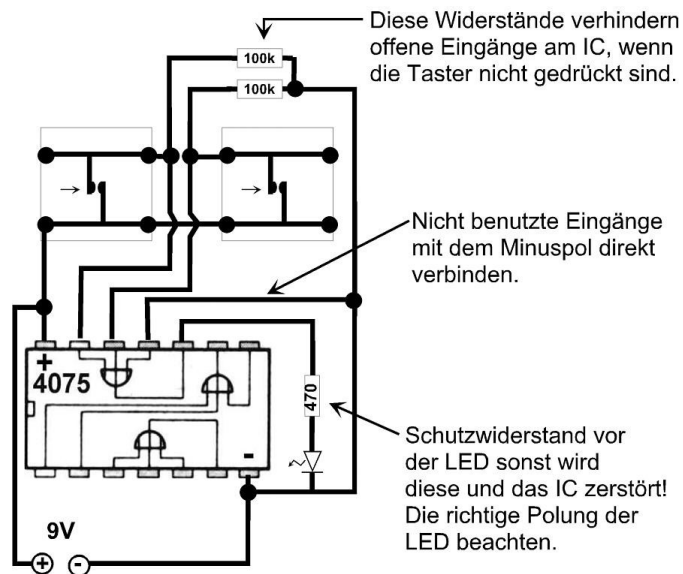 Diese Widerstände verhindern
offene Eingänge am IC, wenn
die Taster nicht gedrückt sind.
100k
100k
Nicht benutzte Eingänge
mit dem Minuspol direkt
verbinden.
+
4075
-
470
Schutzwiderstand vor
der LED sonst wird
diese und das IC zerstört!
Die richtige Polung der
LED beachten.
9V
+ -